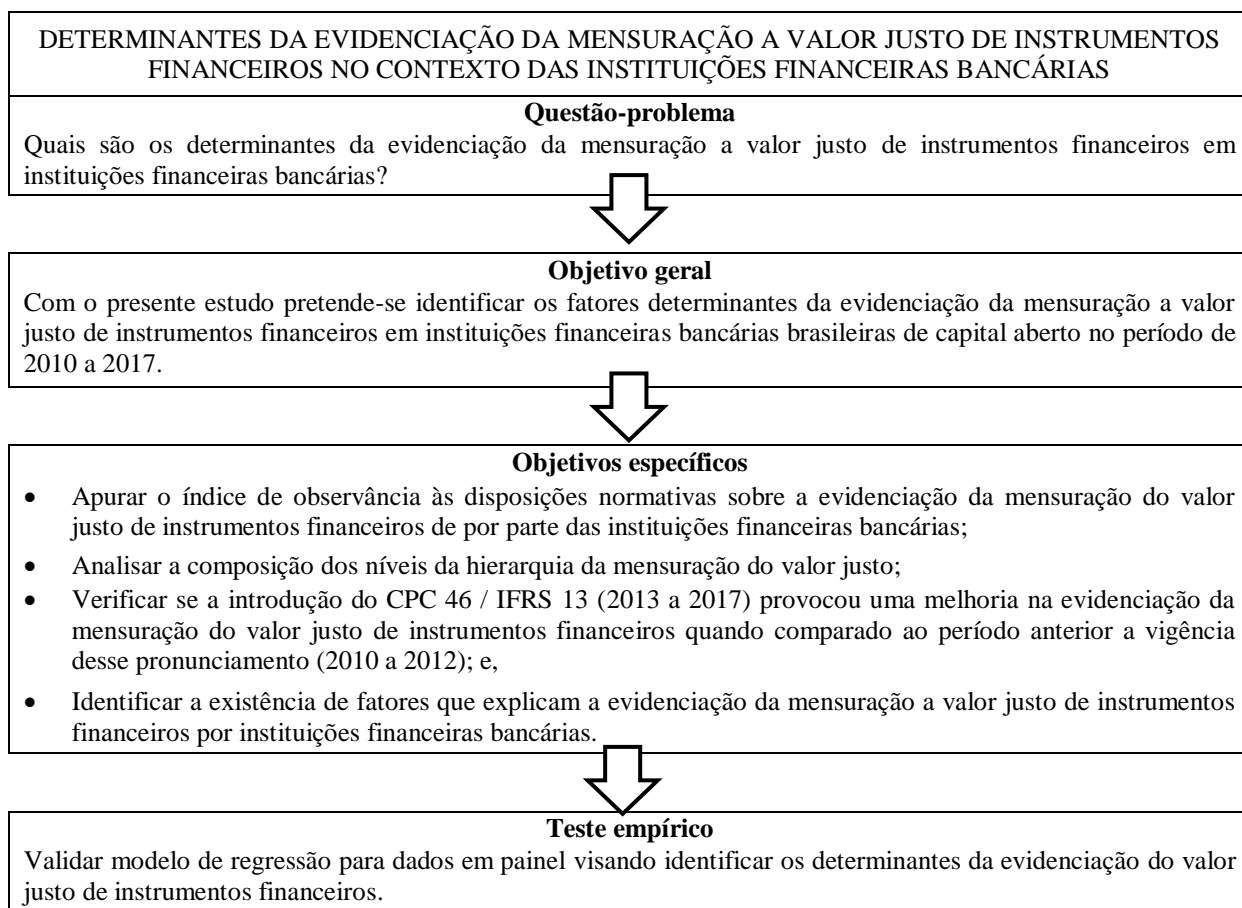 DETERMINANTES DA EVIDENCIAÇÃO DA MENSURAÇÃO A VALOR JUSTO DE INSTRUMENTOS
FINANCEIROS NO CONTEXTO DAS INSTITUIÇÕES FINANCEIRAS BANCÁRIAS
Questão-problema
Quais são os determinantes da evidenciação da mensuração a valor justo de instrumentos financeiros em
instituições financeiras bancárias?
Objetivo geral
Com o presente estudo pretende-se identificar os fatores determinantes da evidenciação da mensuração a valor
justo de instrumentos financeiros em instituições financeiras bancárias brasileiras de capital aberto no período de
2010 a 2017.
Objetivos específicos
• Apurar o índice de observância às disposições normativas sobre a evidenciação da mensuração do valor
justo de instrumentos financeiros de por parte das instituições financeiras bancárias;
• Analisar a composição dos níveis da hierarquia da mensuração do valor justo;
• Verificar se a introdução do CPC 46 / IFRS 13 (2013 a 2017) provocou uma melhoria na evidenciação da
mensuração do valor justo de instrumentos financeiros quando comparado ao período anterior a vigência
desse pronunciamento (2010 a 2012); e,
• Identificar a existência de fatores que explicam a evidenciação da mensuração a valor justo de instrumentos
financeiros por instituições financeiras bancárias.
Teste empírico
Validar modelo de regressão para dados em painel visando identificar os determinantes da evidenciação do valor
justo de instrumentos financeiros.